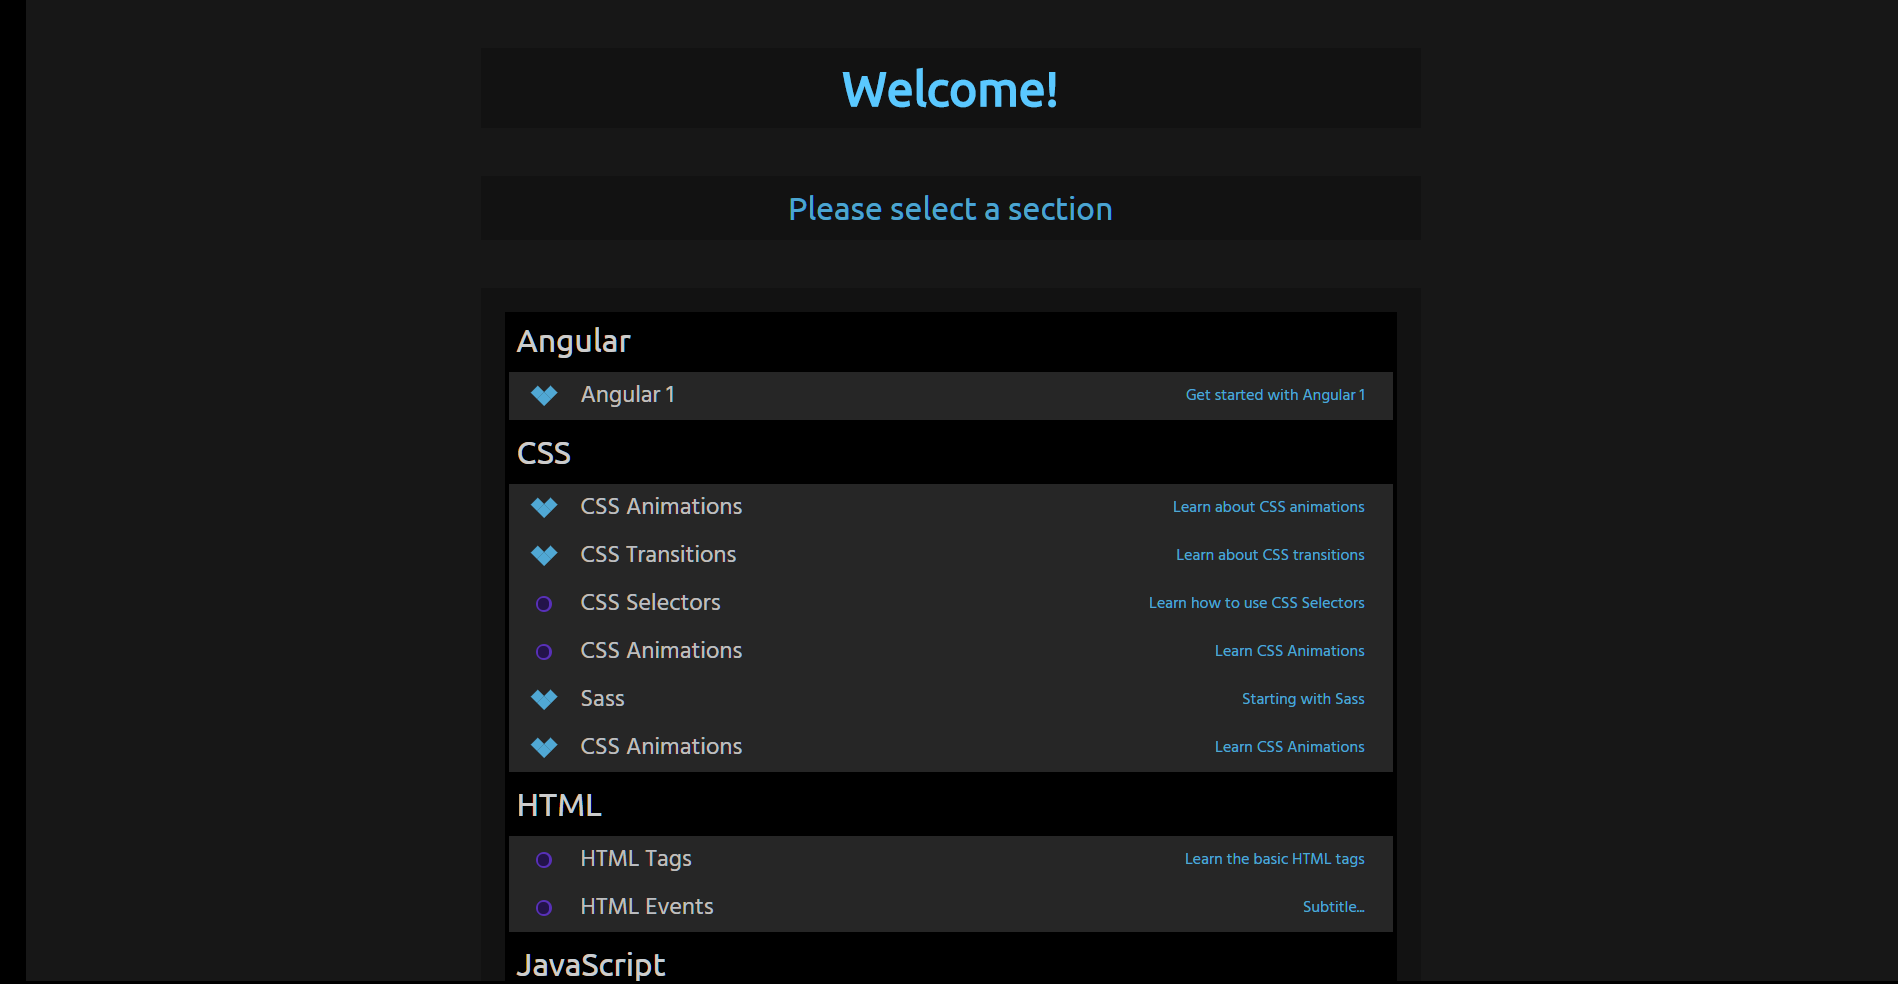 Welcome!
Please select a section
Angular
Angular 1 Get started with Angular 1
CSS
CSS Animations Learn about CSS animations
CSS Transitions Learn about CSS transitions
CSS Selectors Learn how to use CSS Selectors
CSS Animations Learn CSS Animations
Sass Starting with Sass
CSS Animations Learn CSS Animations
HTML
HTML Tags Learn the basic HTML tags
HTML Events Subtitle...
JavaScript